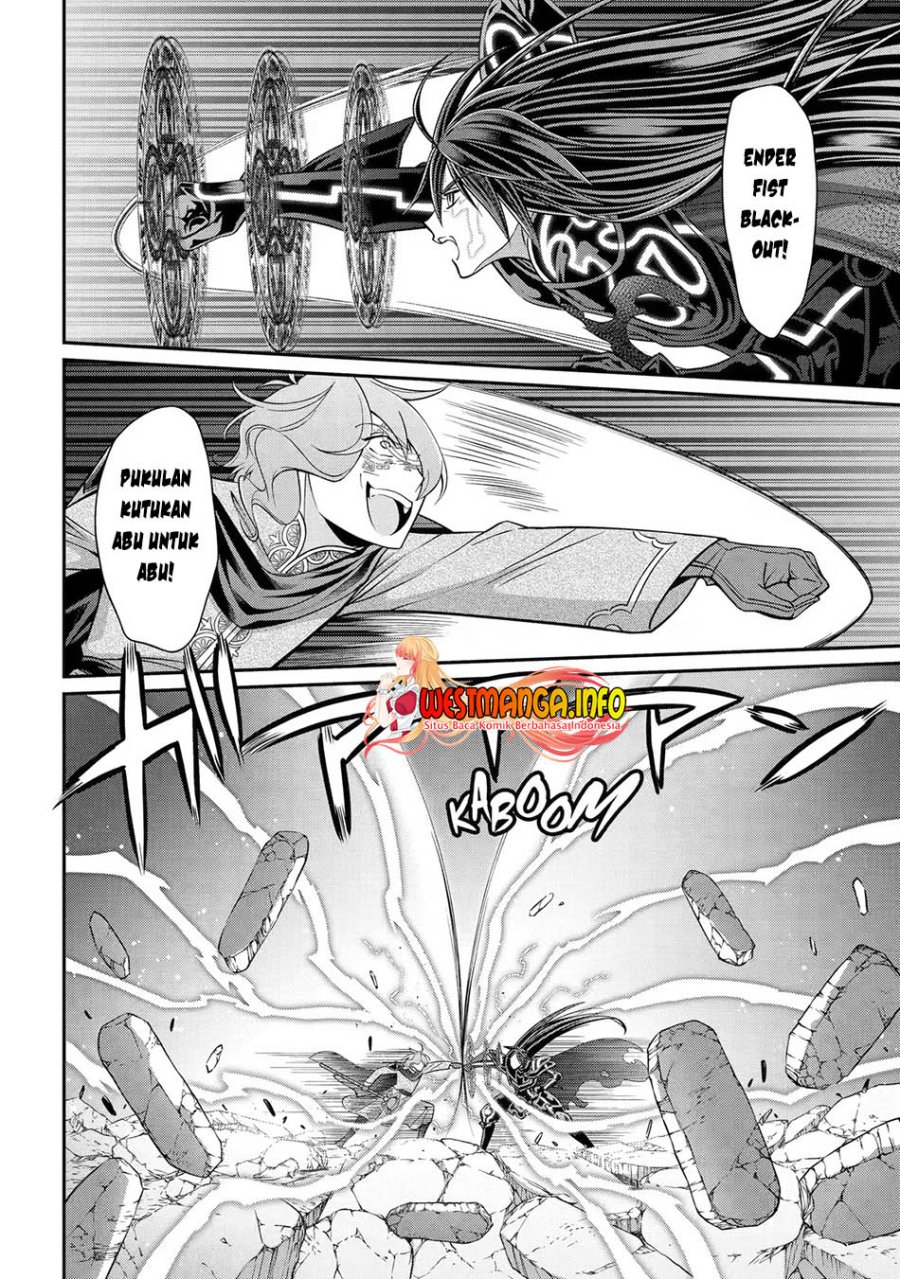 ENDER
FIST
BLACK-
OUT!
PUKULAN
KUTUKAN
ABU UNTUK
ABU!
WESTMANGA.INFO
Situs Baca Komik Berbahasa Indonesia
KABOOM